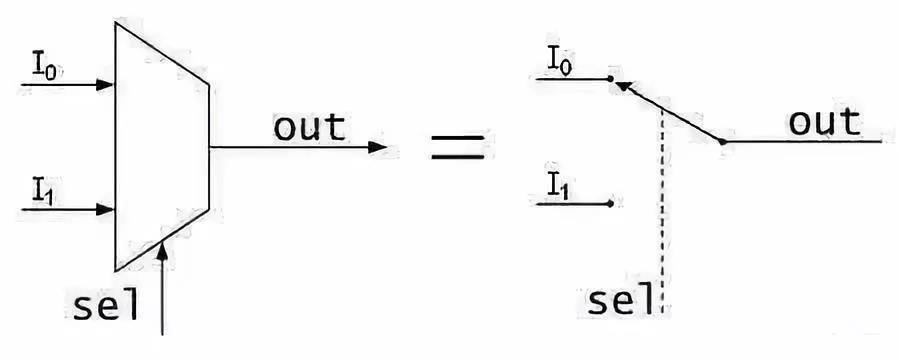 I₀
I₁
out
sel
=
I₀
I₁
out
sel